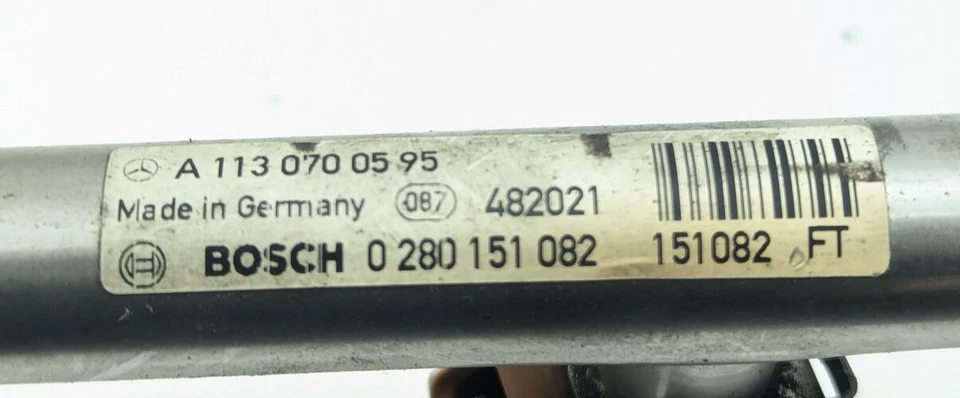 A 113 070 05 95
Made in Germany 087 482021
BOSCH 0 280 151 082 151082 FT